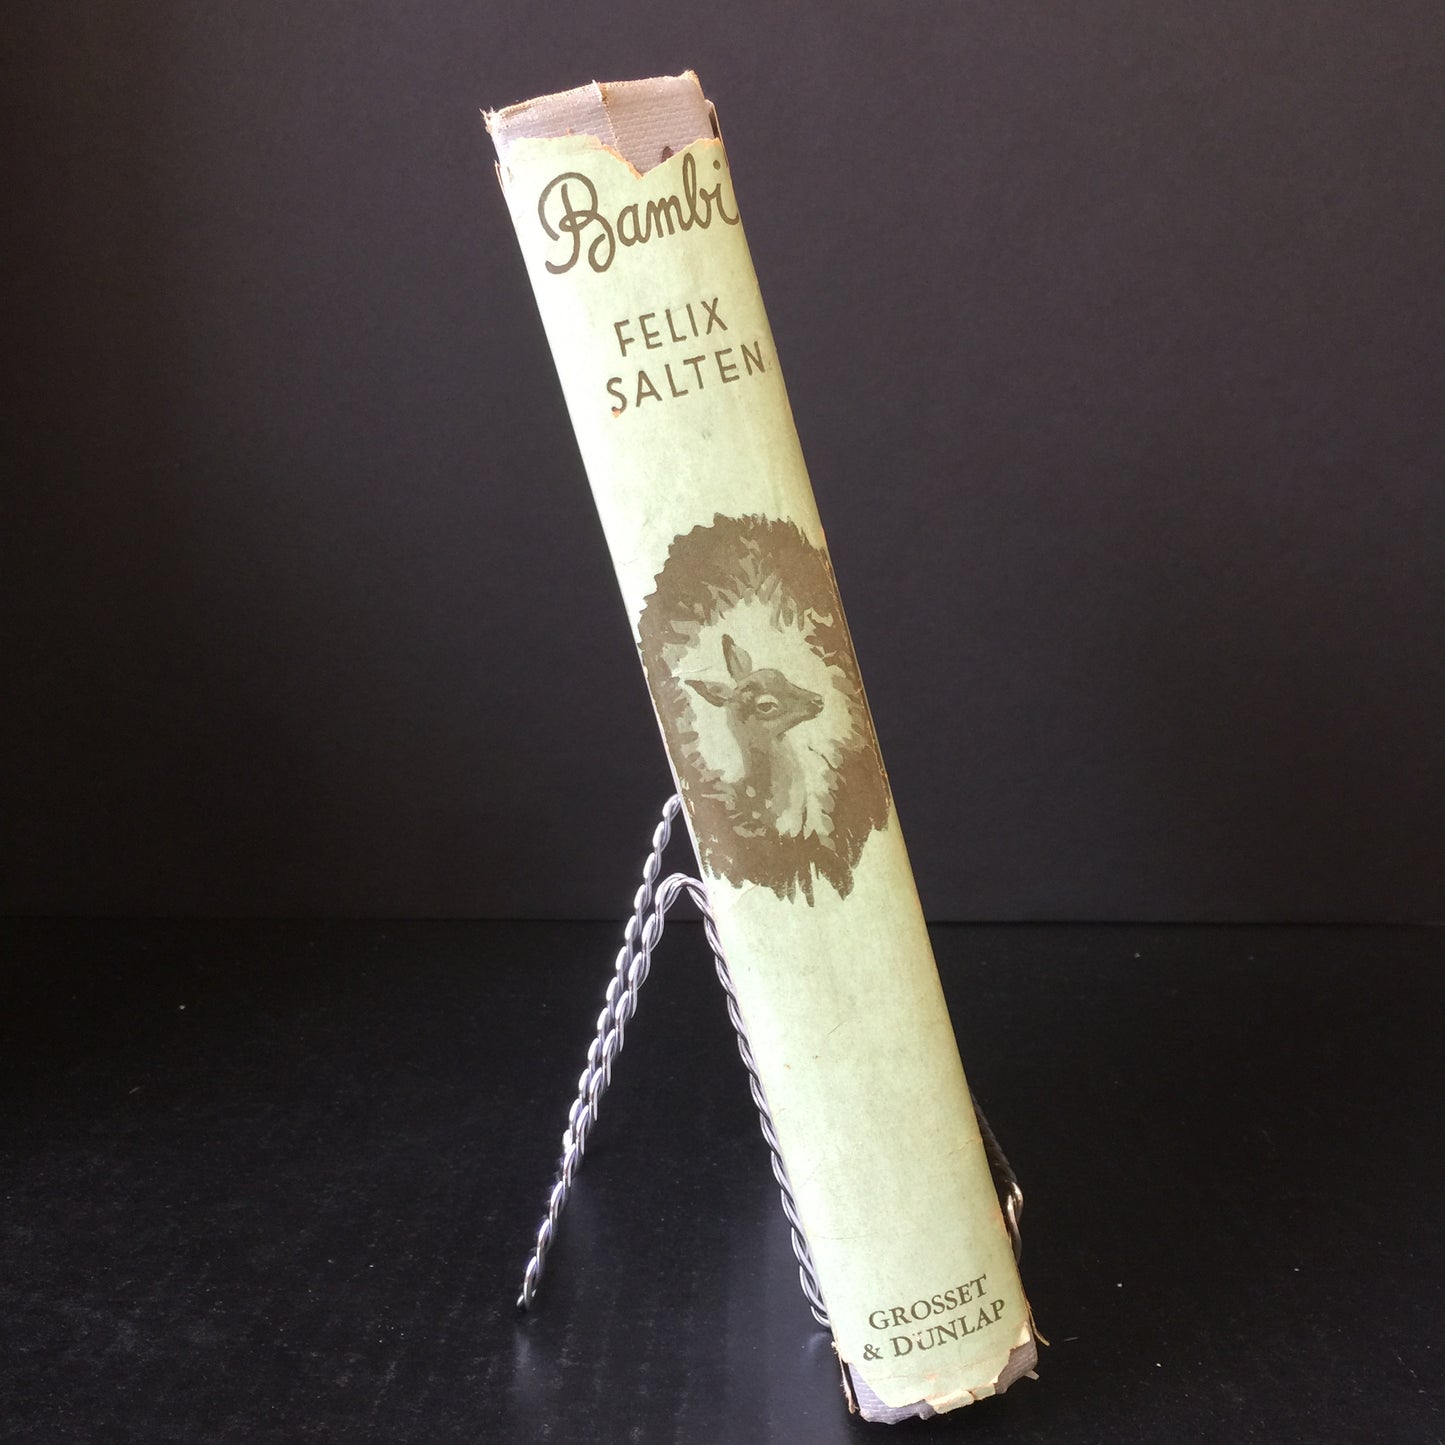 Bambi
FELIX
SALTEN
GROSSET
& DUNLAP